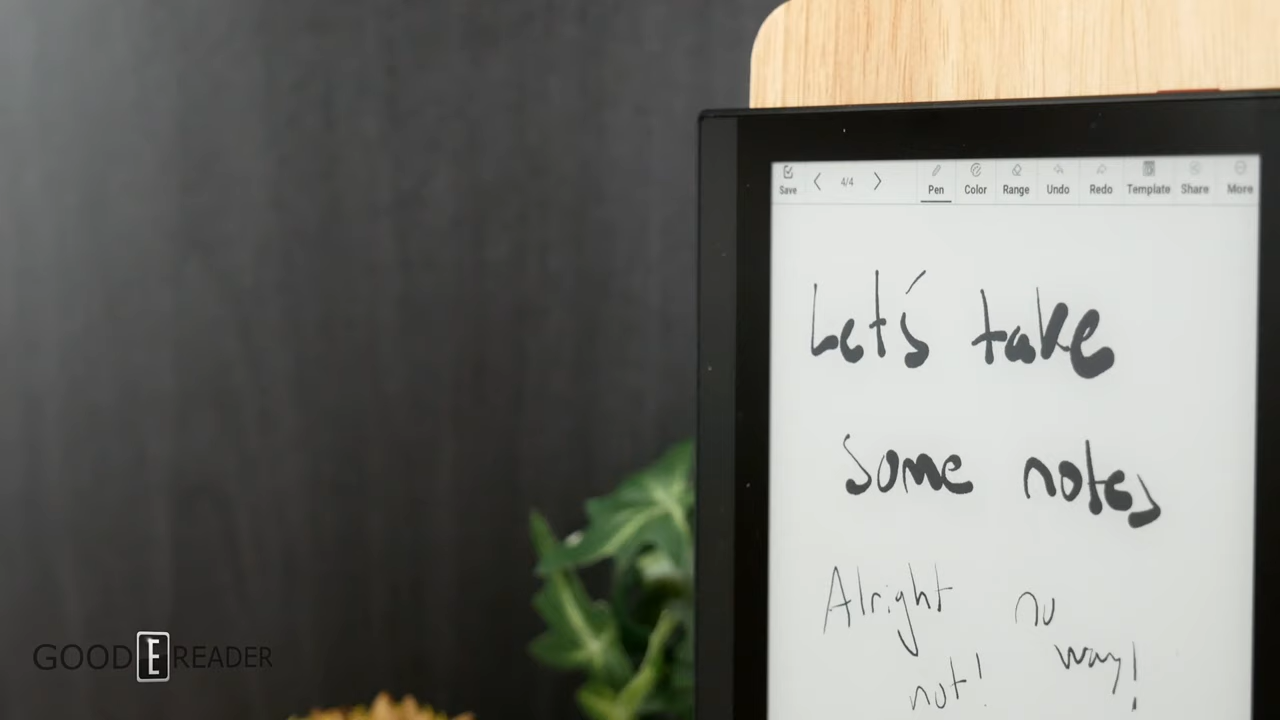 Save 4/4 Pen Color Range Undo Redo Template Share More
Let's take
Some notes
Alright no
way!
not!
GOOD E READER